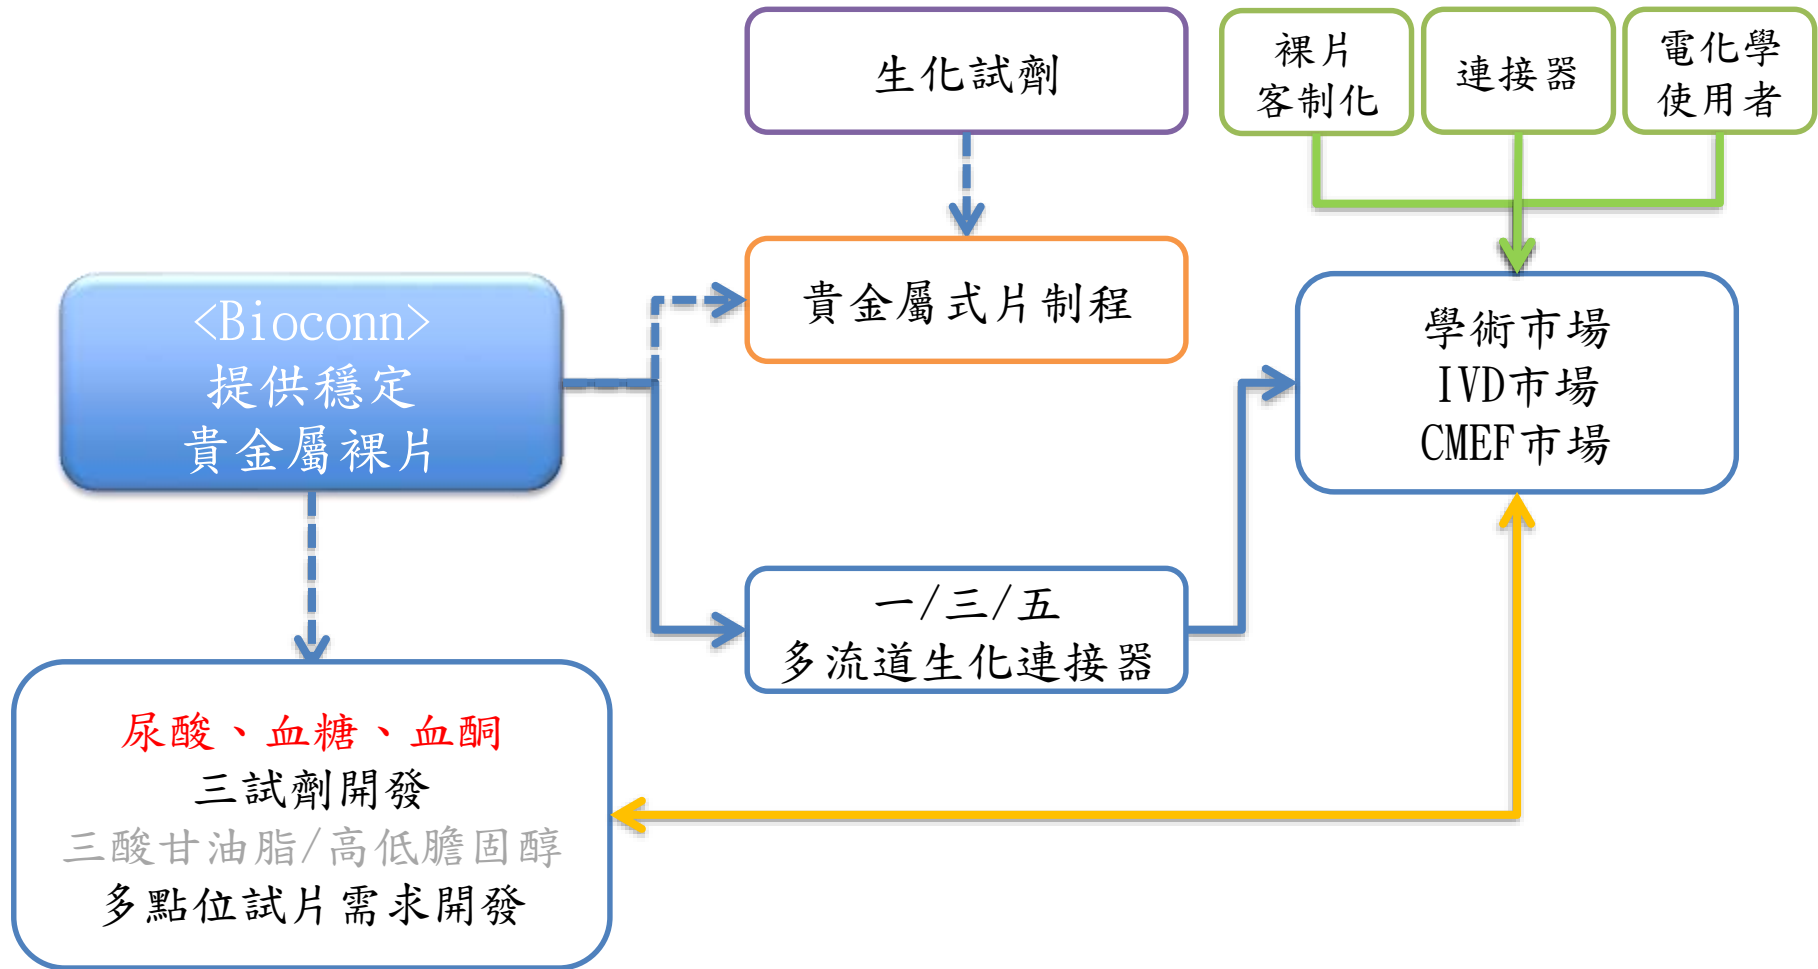 生化試劑
裸片
客制化
連接器
電化學
使用者
<Bioconn>
提供穩定
貴金屬裸片
貴金屬式片制程
學術市場
IVD市場
CMEF市場
一/三/五
多流道生化連接器
尿酸、血糖、血酮
三試劑開發
三酸甘油脂/高低膽固醇
多點位試片需求開發